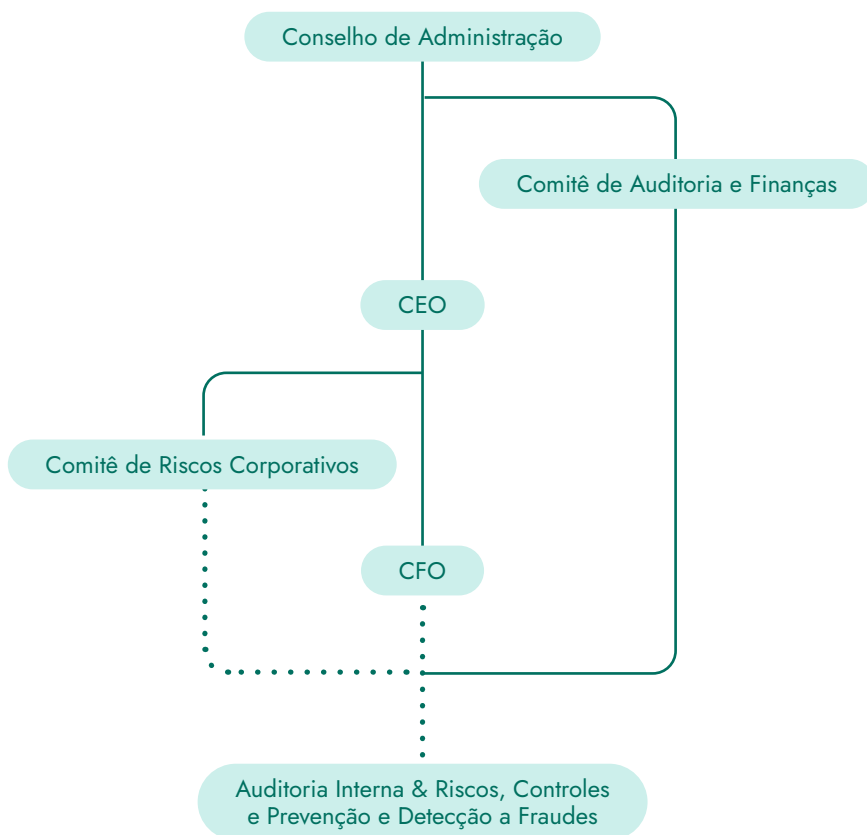 Conselho de Administração
Comitê de Auditoria e Finanças
CEO
Comitê de Riscos Corporativos
CFO
Auditoria Interna & Riscos, Controles
e Prevenção e Detecção a Fraudes